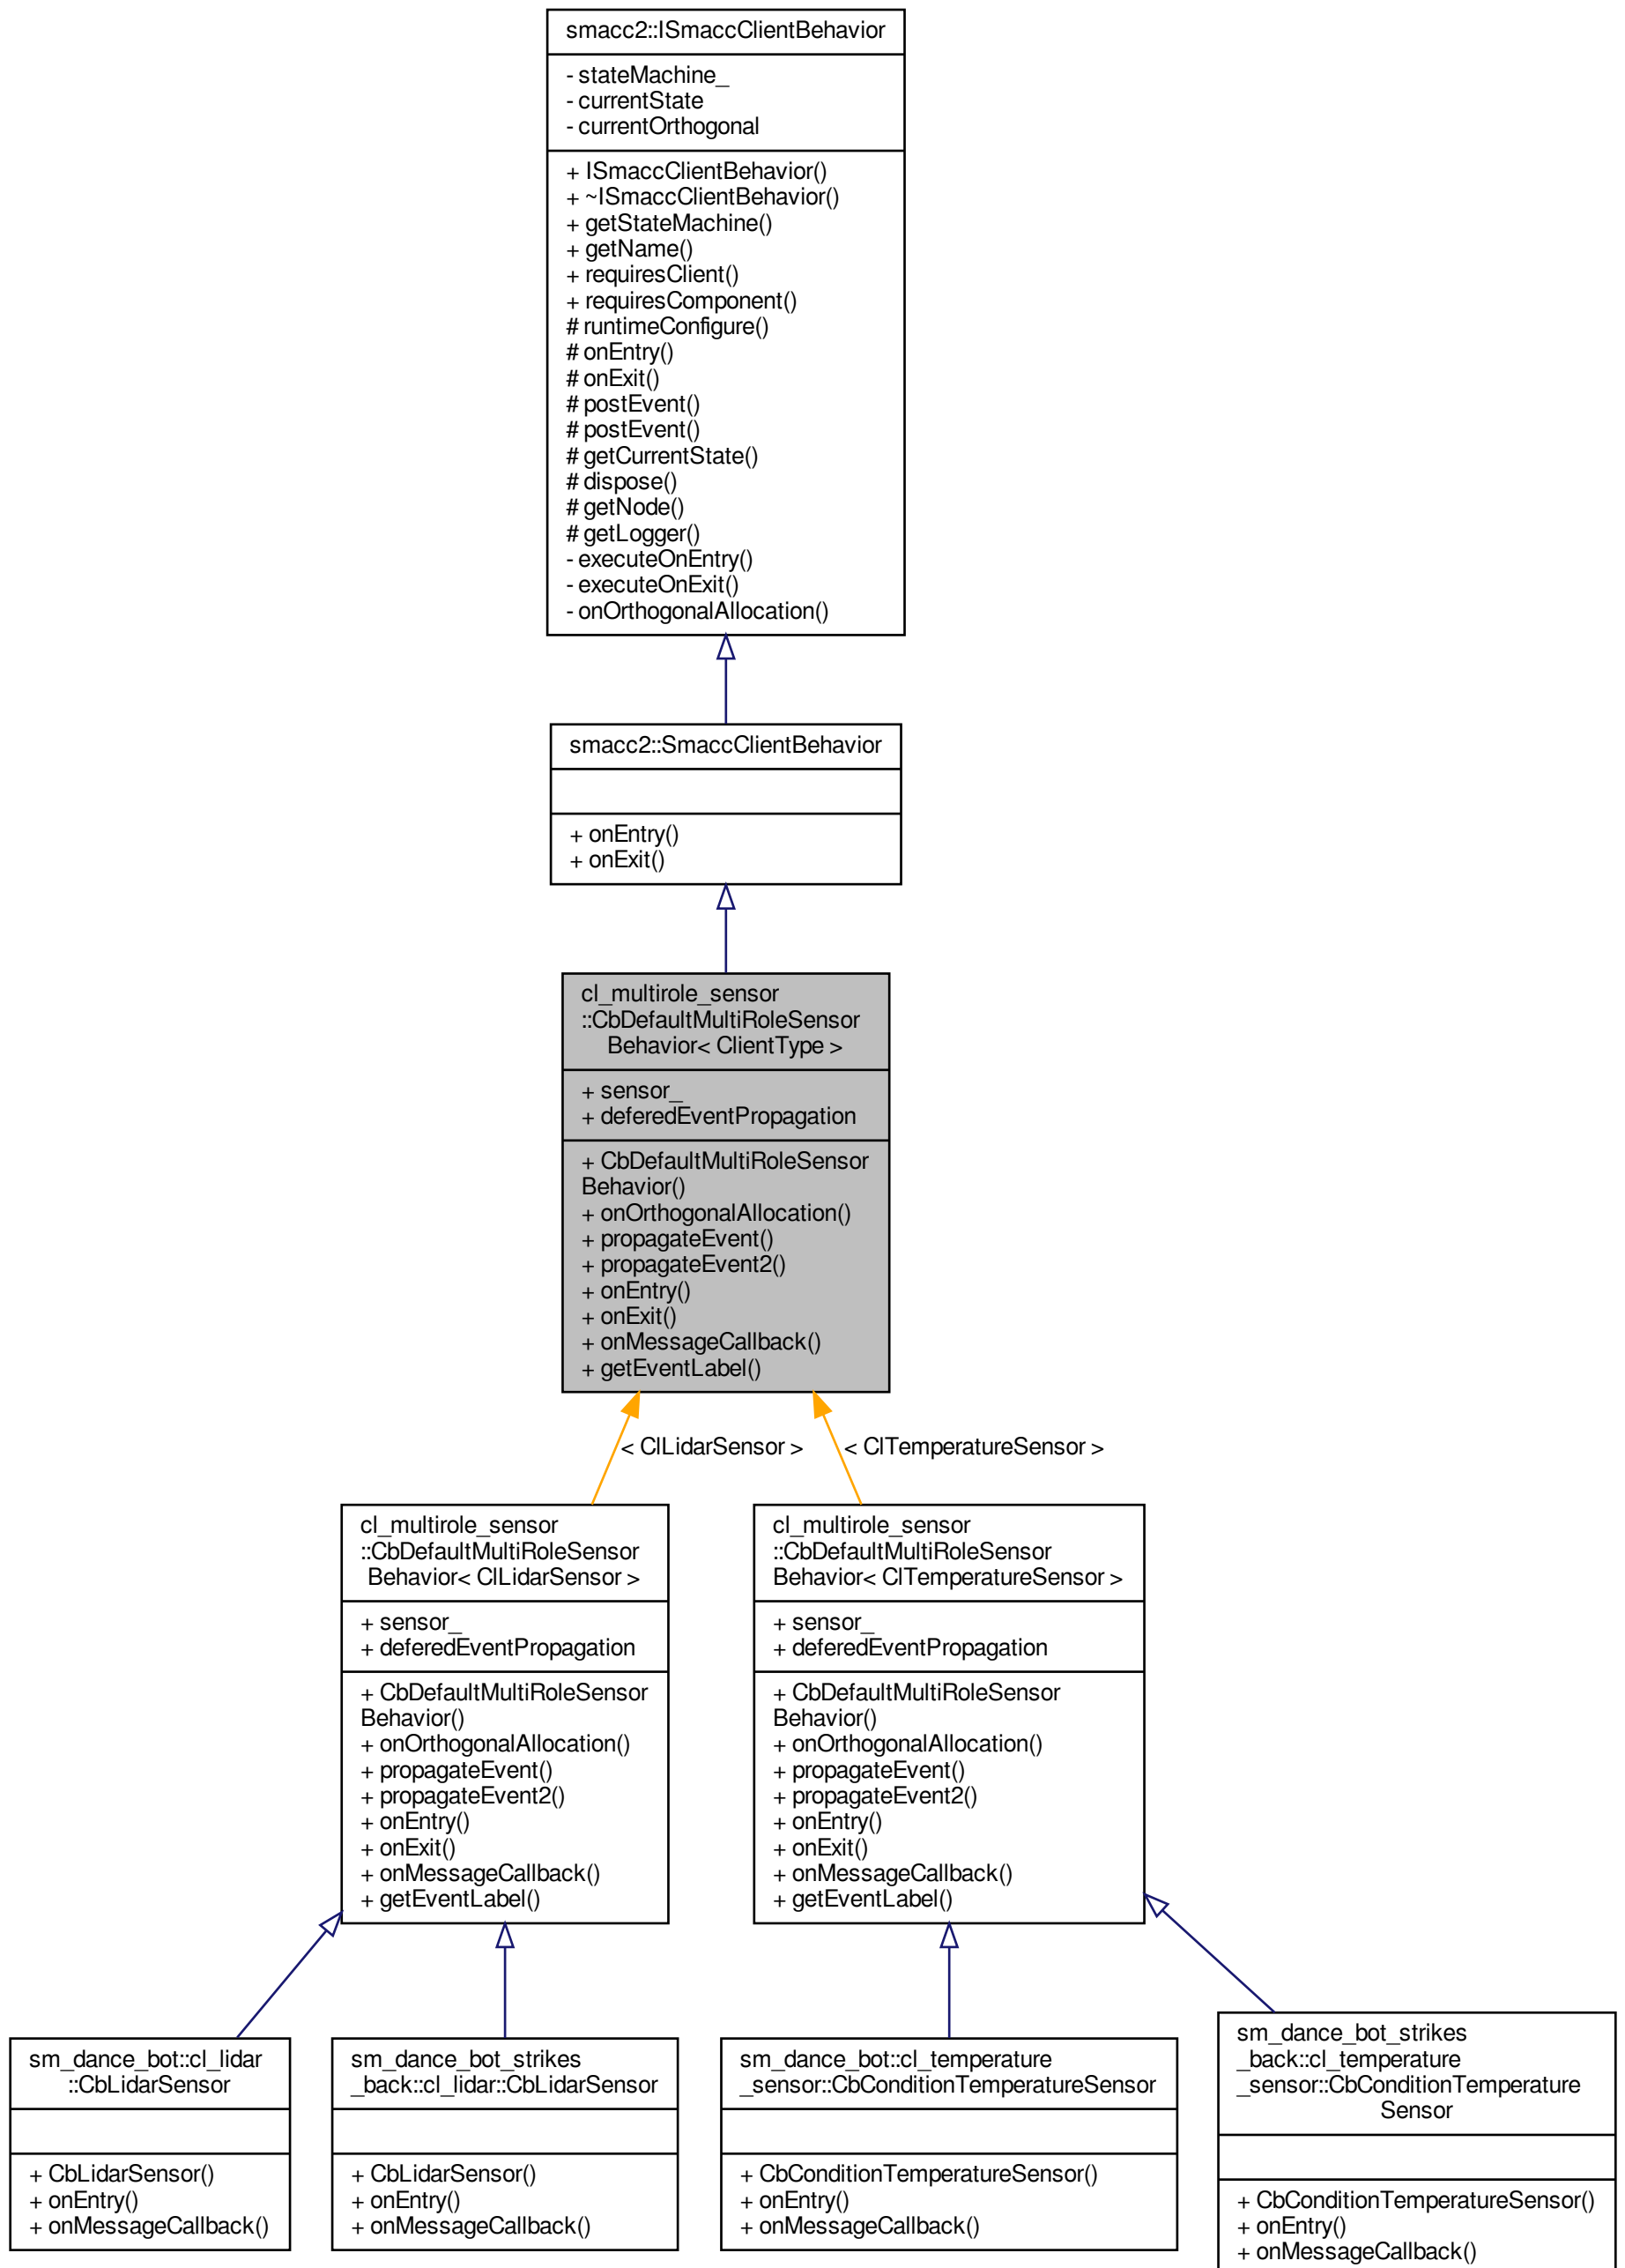 smacc2::ISmaccClientBehavior
- stateMachine_
- currentState
- currentOrthogonal
+ ISmaccClientBehavior()
+ ~ISmaccClientBehavior()
+ getStateMachine()
+ getName()
+ requiresClient()
+ requiresComponent()
# runtimeConfigure()
# onEntry()
# onExit()
# postEvent()
# postEvent()
# getCurrentState()
# dispose()
# getNode()
# getLogger()
- executeOnEntry()
- executeOnExit()
- onOrthogonalAllocation()
smacc2::SmaccClientBehavior
+ onEntry()
+ onExit()
cl_multirole_sensor
::CbDefaultMultiRoleSensor
Behavior< ClientType >
+ sensor_
+ deferedEventPropagation
+ CbDefaultMultiRoleSensor
Behavior()
+ onOrthogonalAllocation()
+ propagateEvent()
+ propagateEvent2()
+ onEntry()
+ onExit()
+ onMessageCallback()
+ getEventLabel()
< ClLidarSensor >
< ClTemperatureSensor >
cl_multirole_sensor
::CbDefaultMultiRoleSensor
Behavior< ClLidarSensor >
+ sensor_
+ deferedEventPropagation
+ CbDefaultMultiRoleSensor
Behavior()
+ onOrthogonalAllocation()
+ propagateEvent()
+ propagateEvent2()
+ onEntry()
+ onExit()
+ onMessageCallback()
+ getEventLabel()
cl_multirole_sensor
::CbDefaultMultiRoleSensor
Behavior< ClTemperatureSensor >
+ sensor_
+ deferedEventPropagation
+ CbDefaultMultiRoleSensor
Behavior()
+ onOrthogonalAllocation()
+ propagateEvent()
+ propagateEvent2()
+ onEntry()
+ onExit()
+ onMessageCallback()
+ getEventLabel()
sm_dance_bot::cl_lidar
::CbLidarSensor
+ CbLidarSensor()
+ onEntry()
+ onMessageCallback()
sm_dance_bot_strikes
_back::cl_lidar::CbLidarSensor
+ CbLidarSensor()
+ onEntry()
+ onMessageCallback()
sm_dance_bot::cl_temperature
_sensor::CbConditionTemperatureSensor
+ CbConditionTemperatureSensor()
+ onEntry()
+ onMessageCallback()
sm_dance_bot_strikes
_back::cl_temperature
_sensor::CbConditionTemperature
Sensor
+ CbConditionTemperatureSensor()
+ onEntry()
+ onMessageCallback()